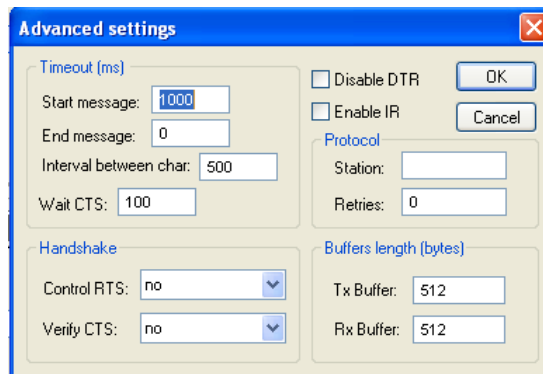 Advanced settings
Timeout (ms)
Start message: 1000
End message: 0
Interval between char: 500
Wait CTS: 100
Disable DTR
Enable IR
OK
Cancel
Protocol
Station:
Retries: 0
Handshake
Control RTS: no
Verify CTS: no
Buffers length (bytes)
Tx Buffer: 512
Rx Buffer: 512